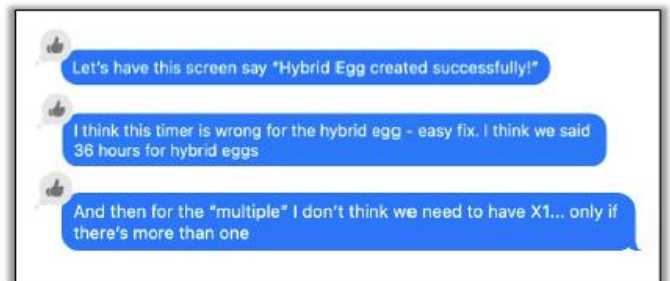 Let's have this screen say "Hybrid Egg created successfully!"
I think this timer is wrong for the hybrid egg - easy fix. I think we said
36 hours for hybrid eggs
And then for the "multiple" I don't think we need to have X1... only if
there's more than one